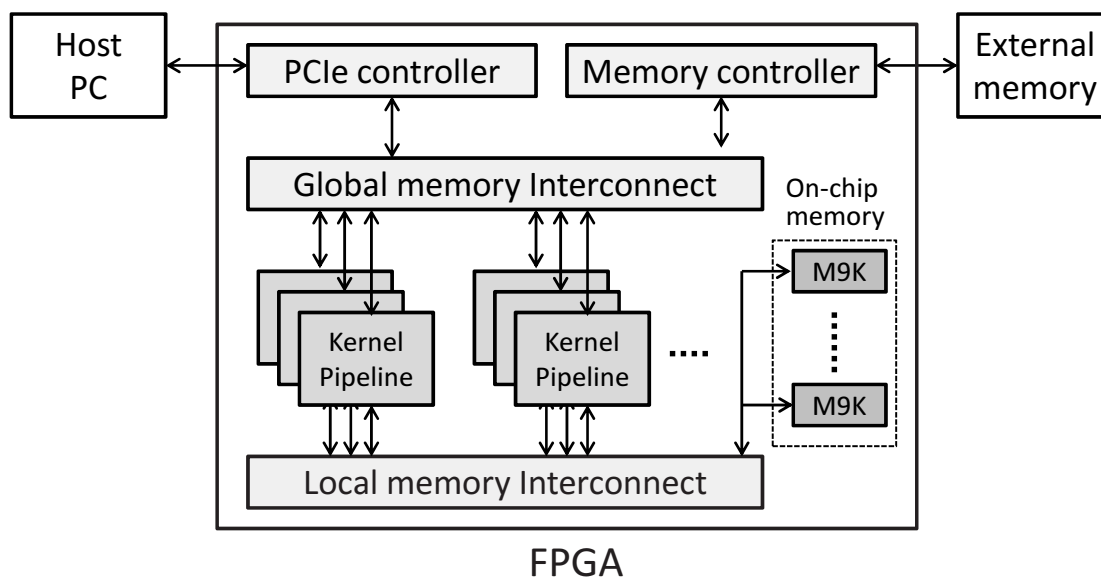 Host
PC
PCIe controller
Memory controller
External
memory
Global memory Interconnect
On-chip
memory
M9K
Kernel
Pipeline
Kernel
Pipeline
M9K
Local memory Interconnect
FPGA